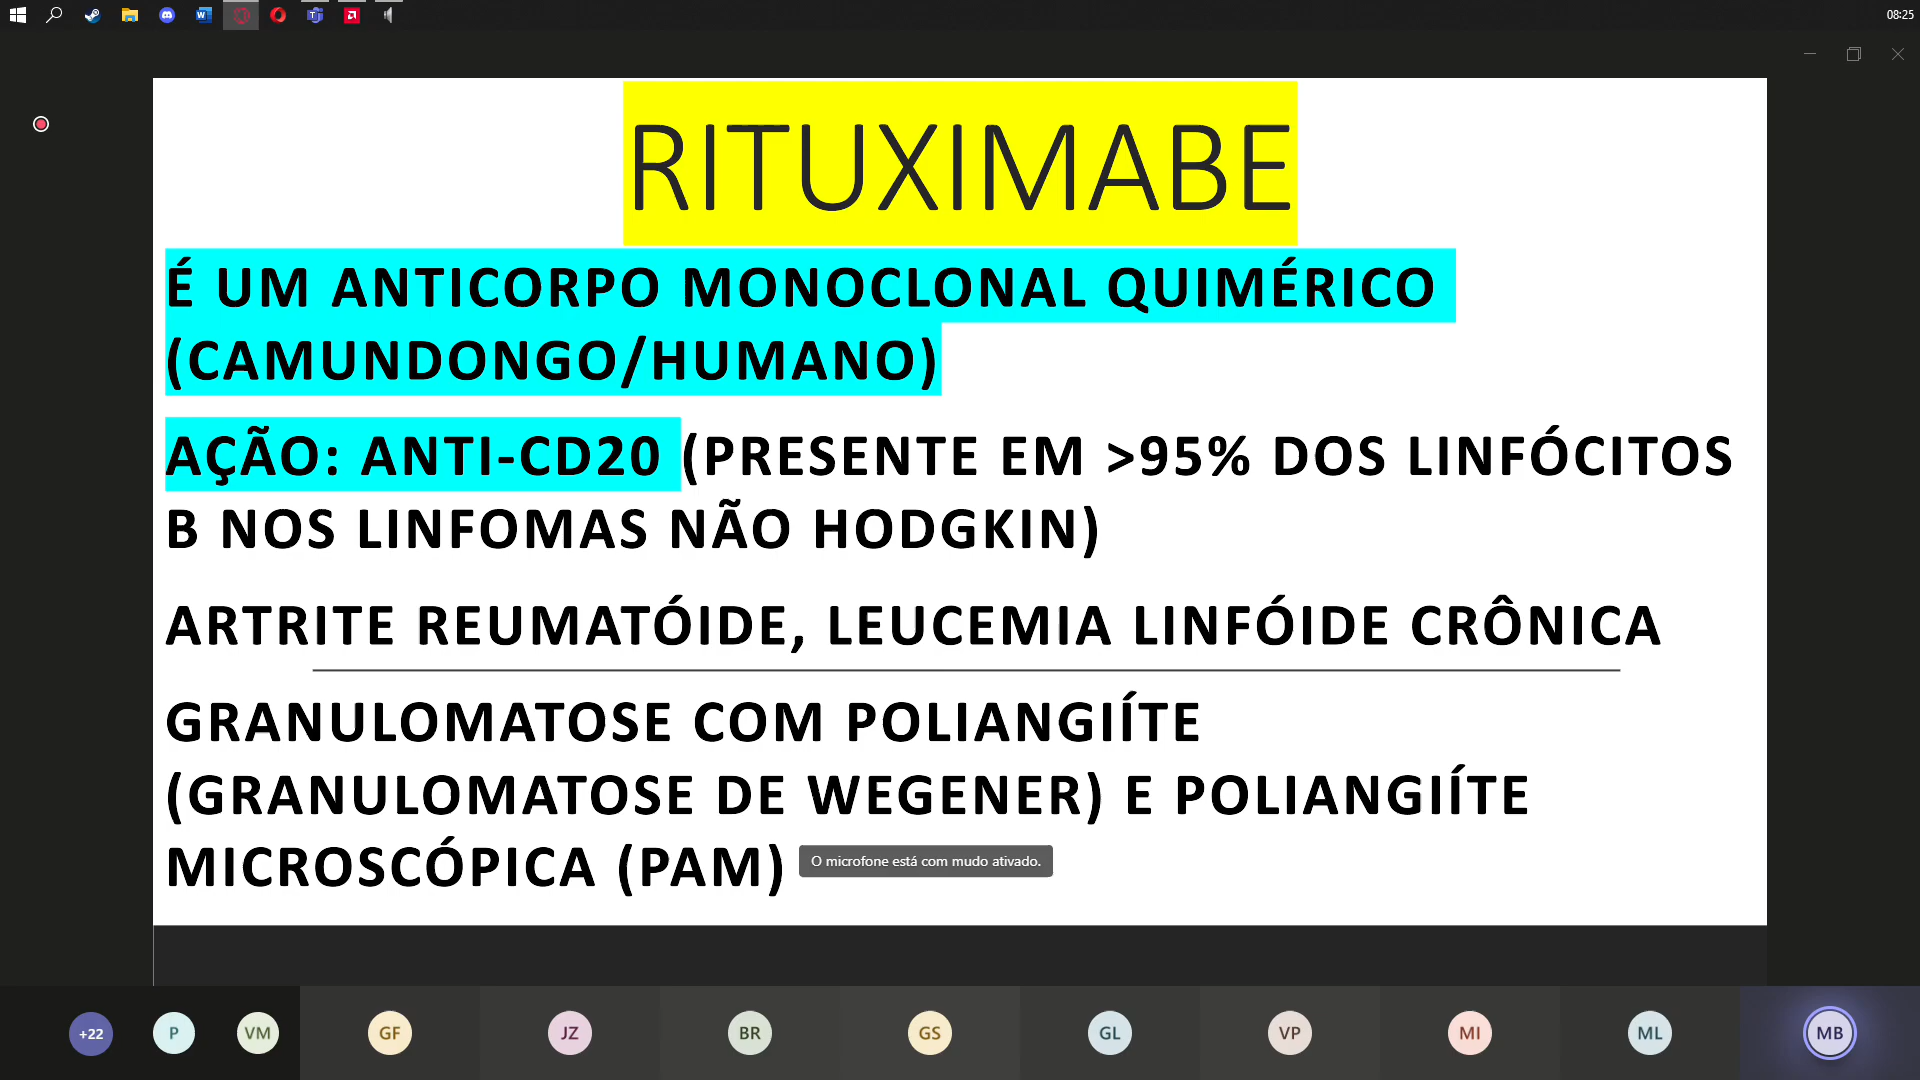 08:25
RITUXIMABE
É UM ANTICORPO MONOCLONAL QUIMÉRICO
(CAMUNDONGO/HUMANO)
AÇÃO: ANTI-CD20 (PRESENTE EM >95% DOS LINFÓCITOS
B NOS LINFOMAS NÃO HODGKIN)
ARTRITE REUMATÓIDE, LEUCEMIA LINFÓIDE CRÔNICA
GRANULOMATOSE COM POLIANGIÍTE
(GRANULOMATOSE DE WEGENER) E POLIANGIÍTE
MICROSCÓPICA (PAM)
O microfone está com mudo ativado.
+22 P VM GF JZ BR GS GL VP MI ML MB